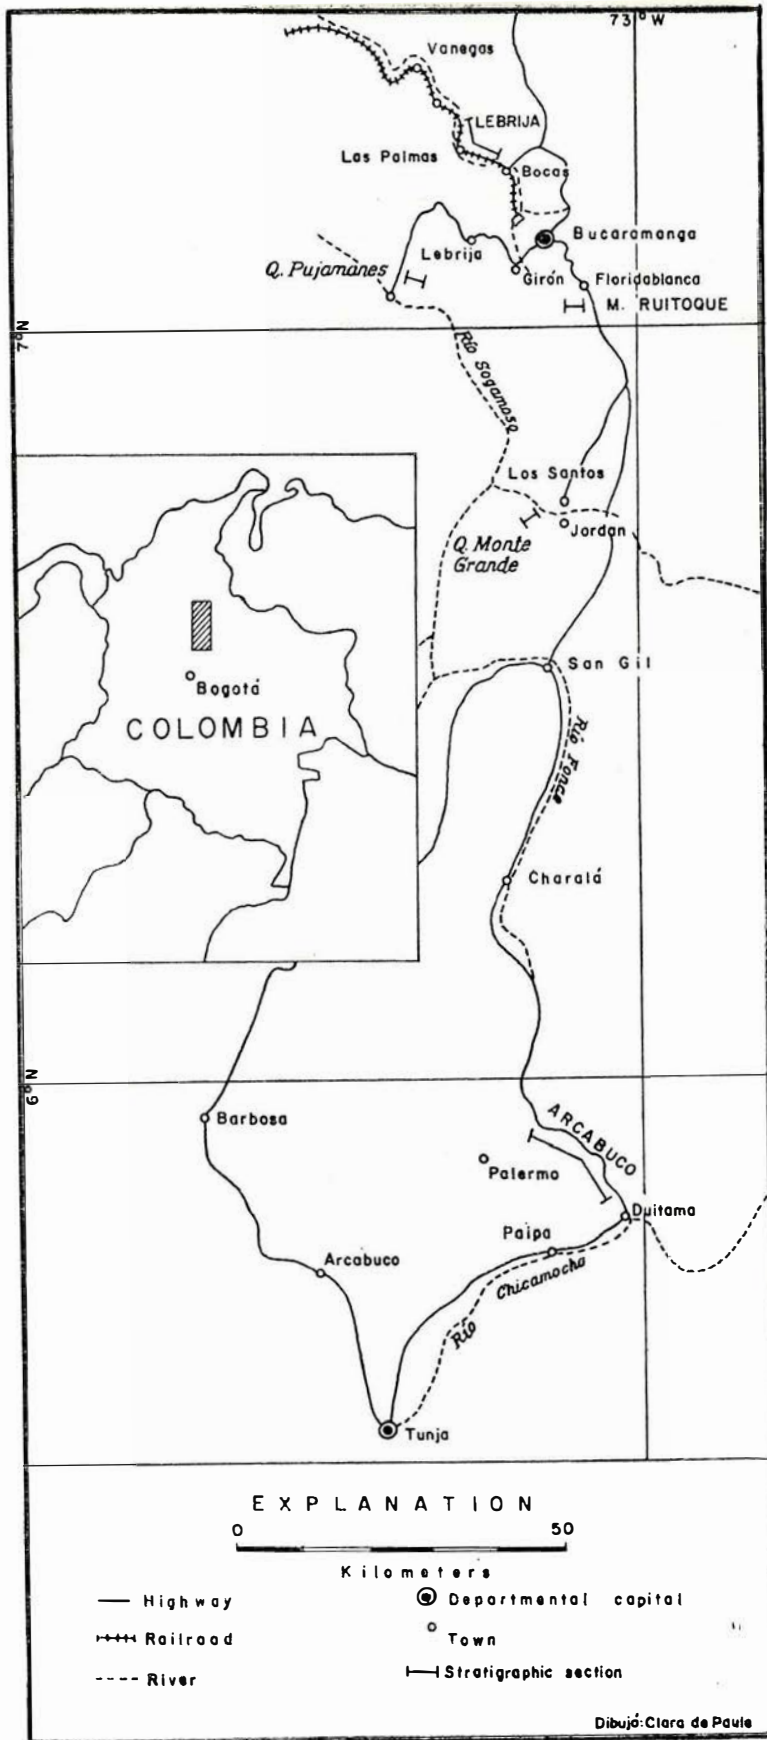 73° W
Vanegas
LEBRIJA
Las Palmas
Bocas
Bucaramanga
Lebrija
Q. Pujamanes
Girón
Floridablanca
M. RUITOQUE
7° N
Río Sogamoso
Los Santos
Jordan
Q. Monte
Grande
San Gil
Bogotá
COLOMBIA
Río Fonce
Charalá
6° N
ARCABUCO
Barbosa
Palermo
Duitama
Paipa
Arcabuco
Río Chicamocho
Tunja
EXPLANATION
0 50
Kilometers
Highway
Departmental capital
Railroad
Town
River
Stratigraphic section
Dibujó: Clara de Paula